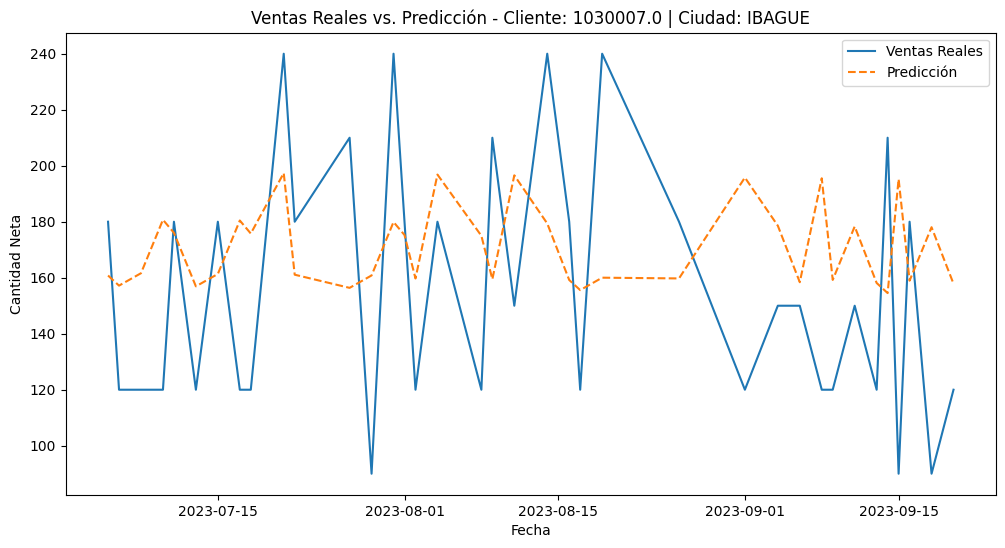 Ventas Reales vs. Predicción - Cliente: 1030007.0 | Ciudad: IBAGUE
Ventas Reales
Predicción
Cantidad Neta
240
220
200
180
160
140
120
100
2023-07-15
2023-08-01
2023-08-15
2023-09-01
2023-09-15
Fecha